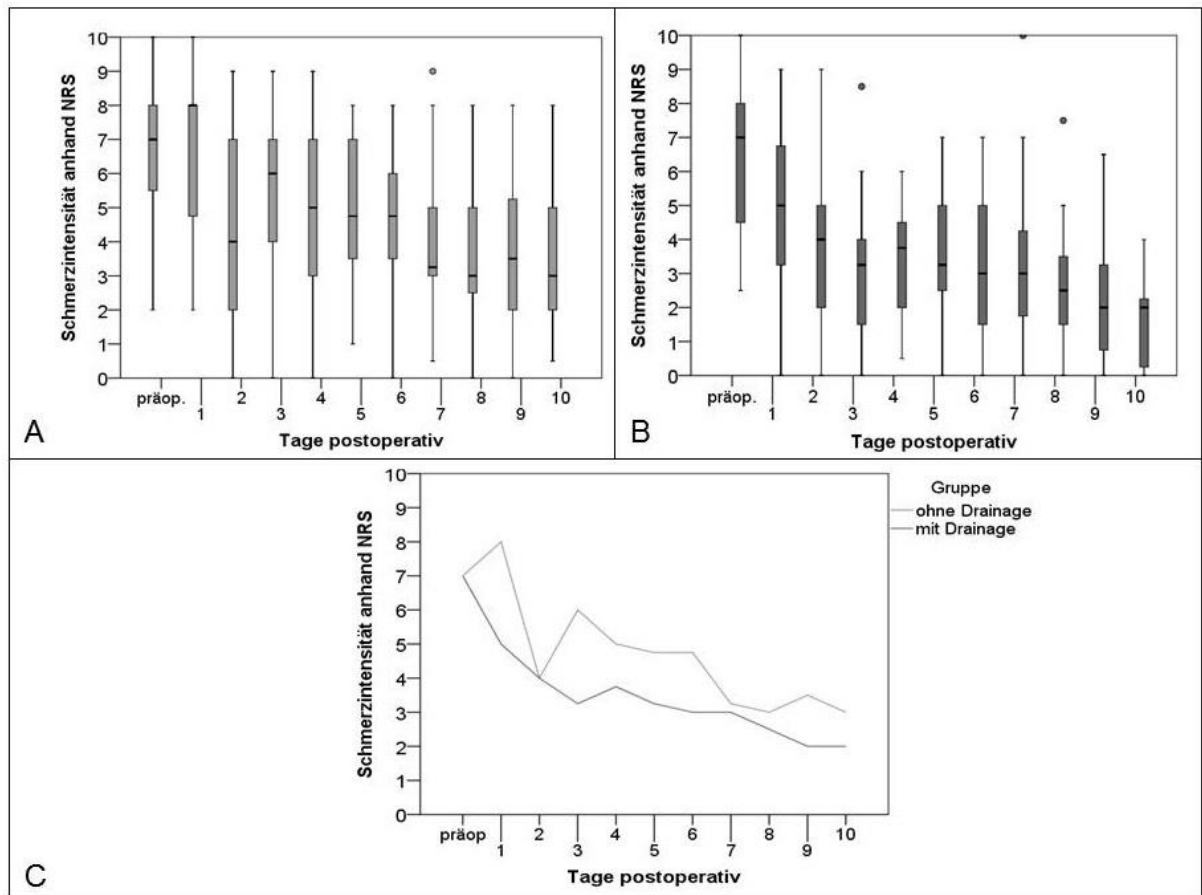 Schmerzintensität anhand NRS
10
9
8
7
6
5
4
3
2
1
0
präop. 2 4 6 8 10
1 3 5 7 9
Tage postoperativ
A
Schmerzintensität anhand NRS
10
9
8
7
6
5
4
3
2
1
0
präop. 2 4 6 8 10
1 3 5 7 9
Tage postoperativ
B
Schmerzintensität anhand NRS
10
9
8
7
6
5
4
3
2
1
0
präop 2 4 6 8 10
1 3 5 7 9
Tage postoperativ
Gruppe
ohne Drainage
mit Drainage
C